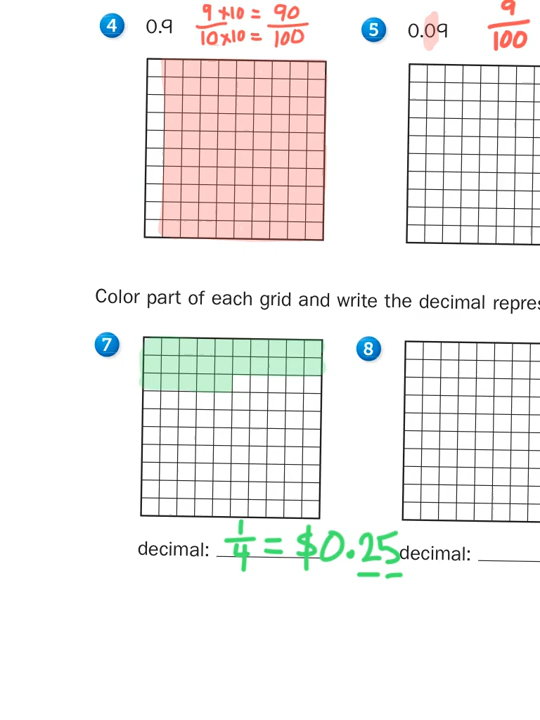 4 0.9 9 × 10 = 90
10 × 10 = 100
5 0.09 9
100
Color part of each grid and write the decimal
7
8
decimal: 1/4 = $0.25
decimal: